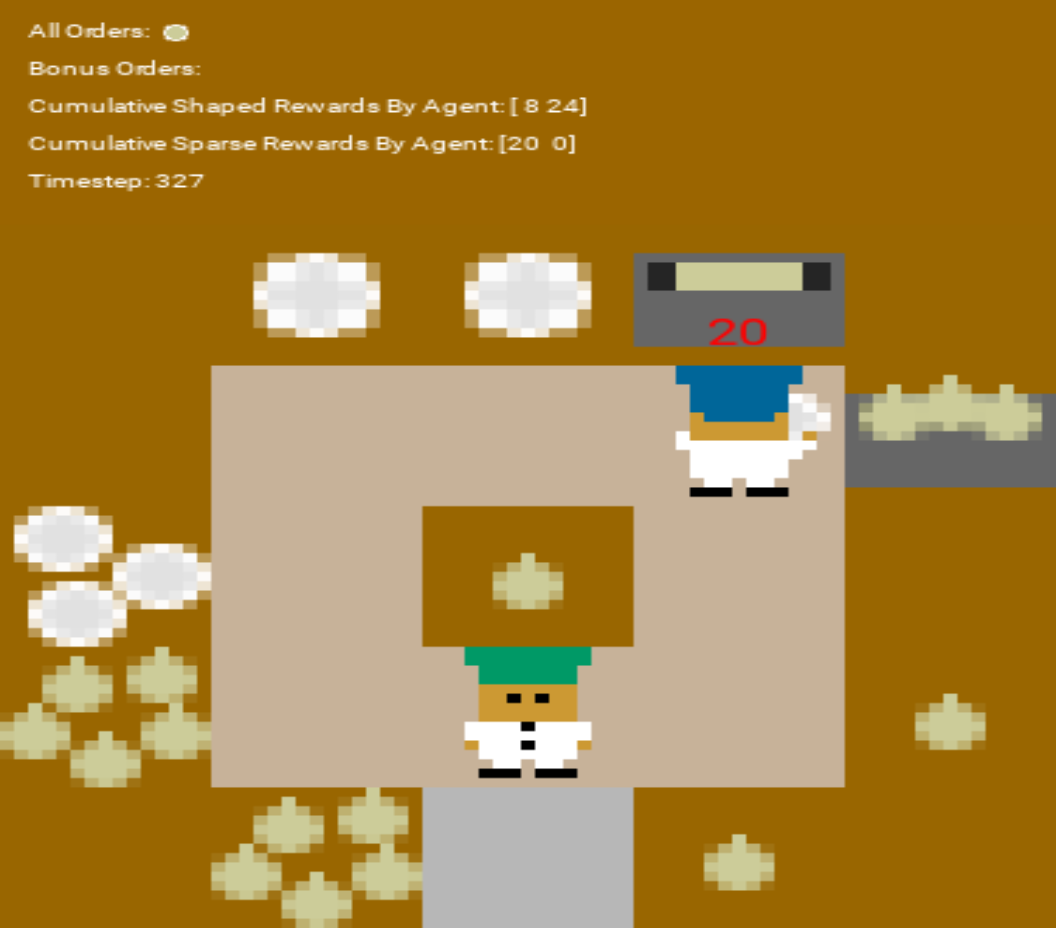 All Orders:
Bonus Orders:
Cumulative Shaped Rewards By Agent: [ 8 24]
Cumulative Sparse Rewards By Agent: [20  0]
Timestep: 327
20